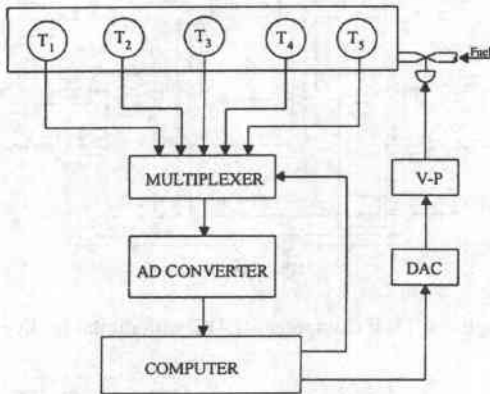 T1 T2 T3 T4 T5
Fuel
MULTIPLEXER
V-P
AD CONVERTER
DAC
COMPUTER